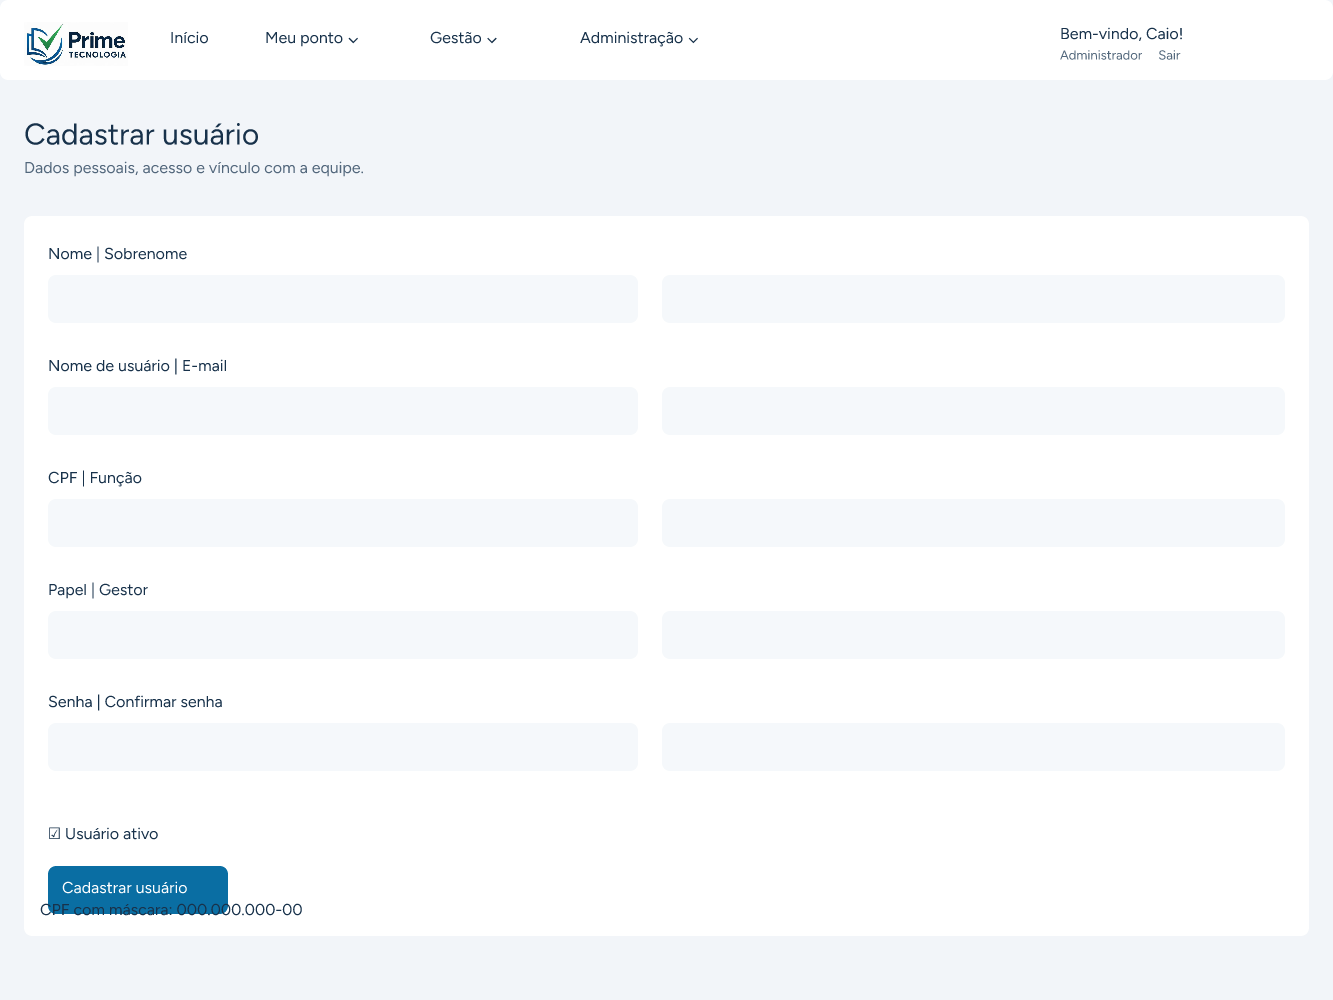 Prime
TECNOLOGIA
Início
Meu ponto
Gestão
Administração
Bem-vindo, Caio!
Administrador
Sair
Cadastrar usuário
Dados pessoais, acesso e vínculo com a equipe.
Nome | Sobrenome
Nome de usuário | E-mail
CPF | Função
Papel | Gestor
Senha | Confirmar senha
☑ Usuário ativo
Cadastrar usuário
CPF com máscara: 000.000.000-00